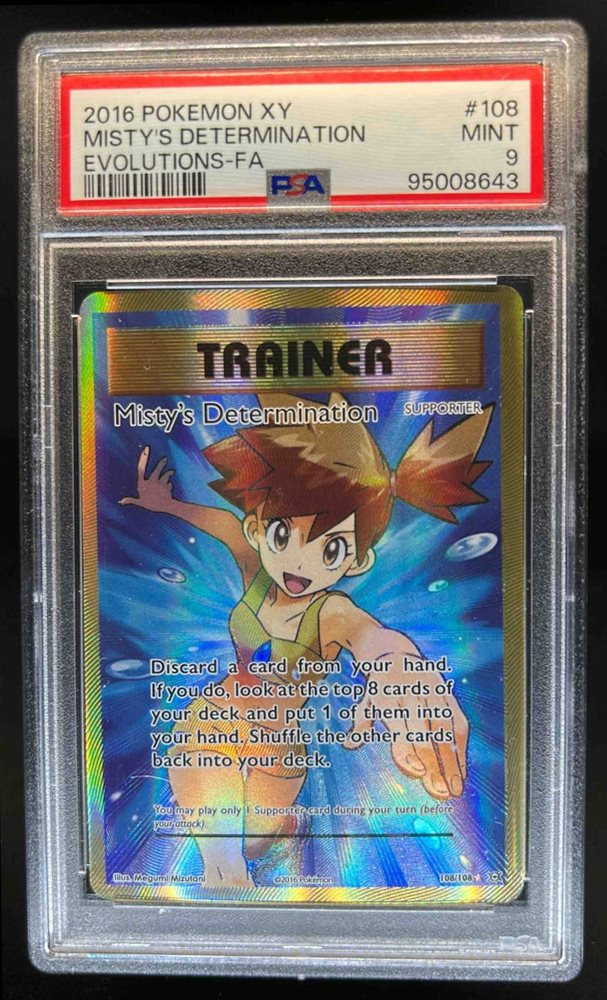 2016 POKEMON XY #108
MISTY'S DETERMINATION MINT
EVOLUTIONS-FA 9
PSA 95008643
TRAINER
Misty's Determination SUPPORTER
Discard a card from your hand.
If you do, look at the top 8 cards of
your deck and put 1 of them into
your hand. Shuffle the other cards
back into your deck.
You may play only 1 Supporter card during your turn (before
your attack).
Illus. Megumi Mizutani ©2016 Pokémon 108/108
PSA